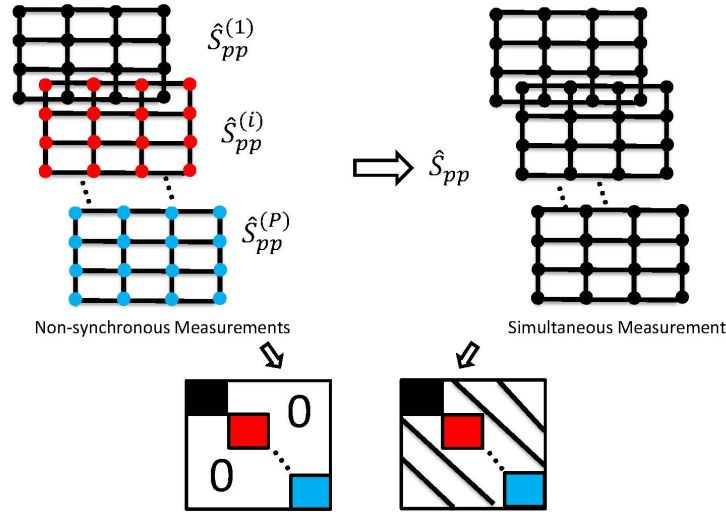 Ŝ_pp^(1)
Ŝ_pp^(i)
Ŝ_pp
Ŝ_pp^(P)
Non-synchronous Measurements
Simultaneous Measurement
0
0